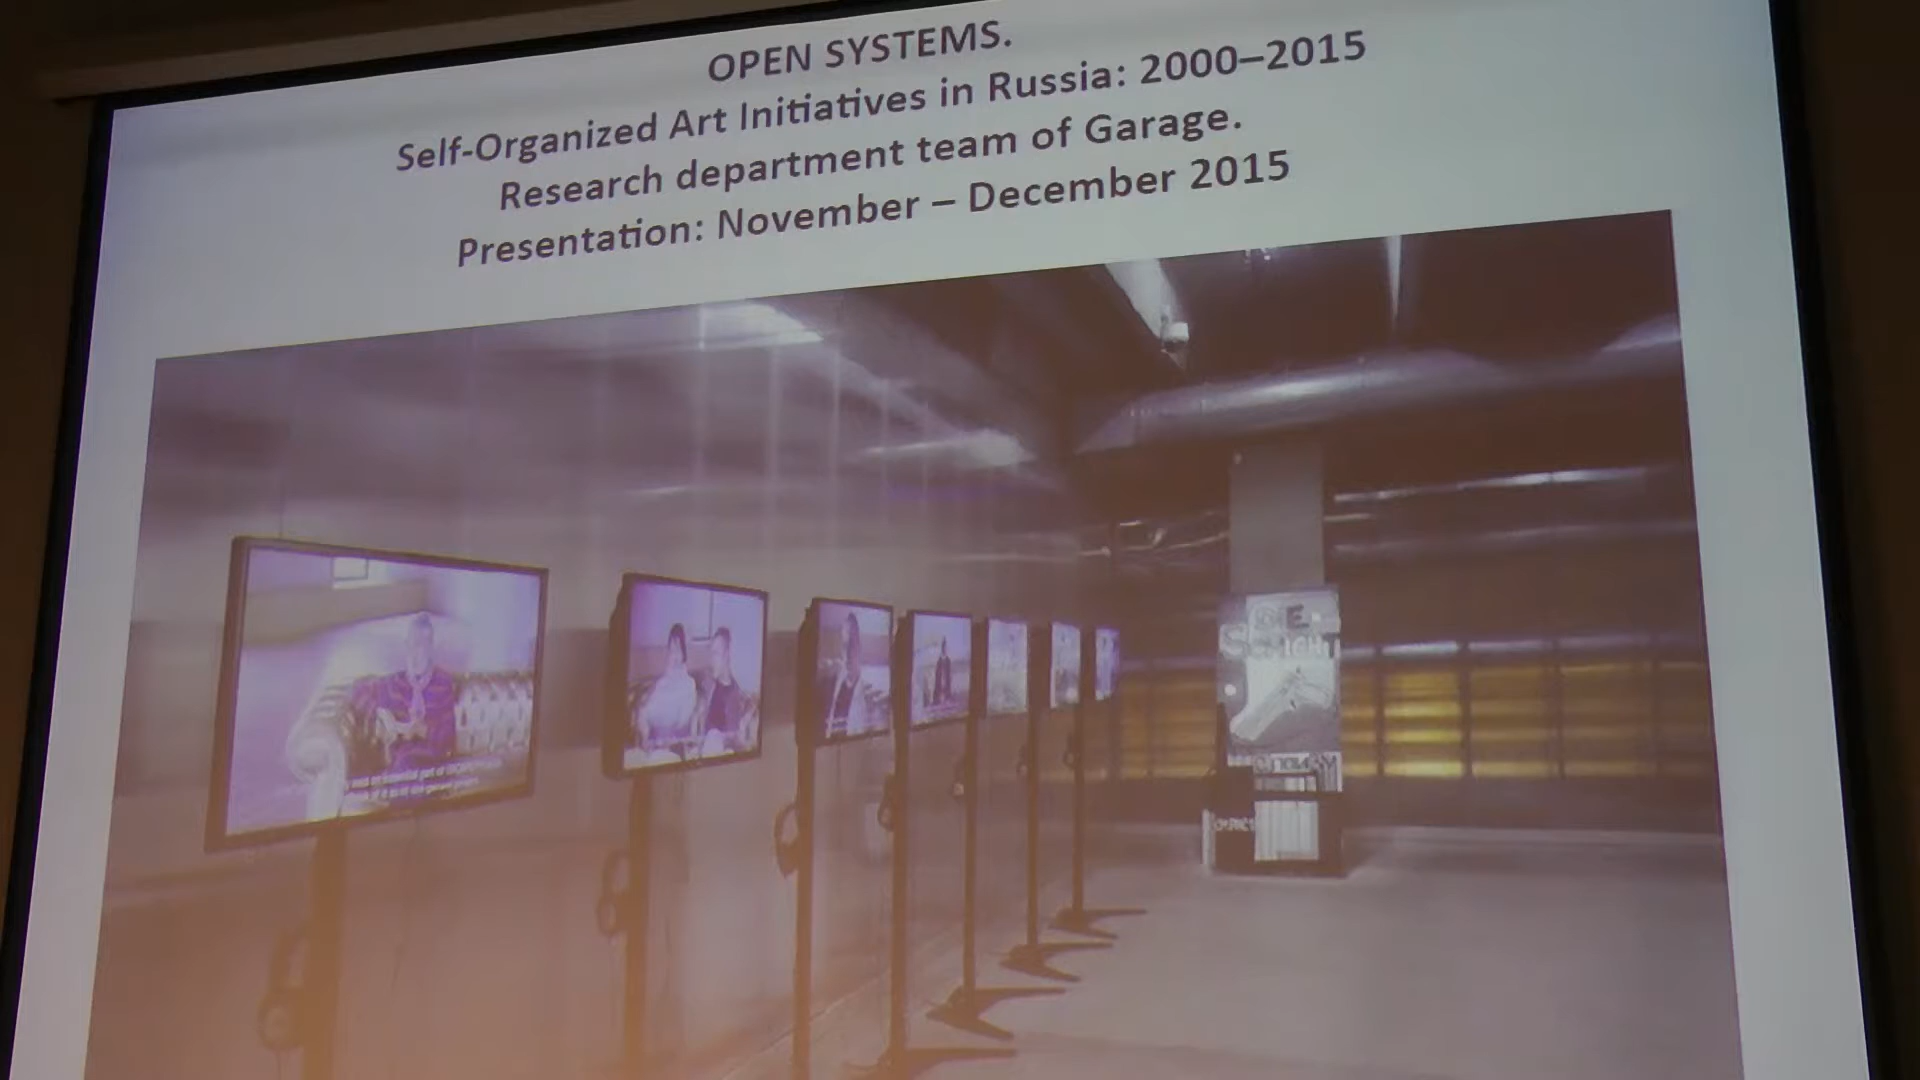 OPEN SYSTEMS.
Self-Organized Art Initiatives in Russia: 2000–2015
Research department team of Garage.
Presentation: November – December 2015